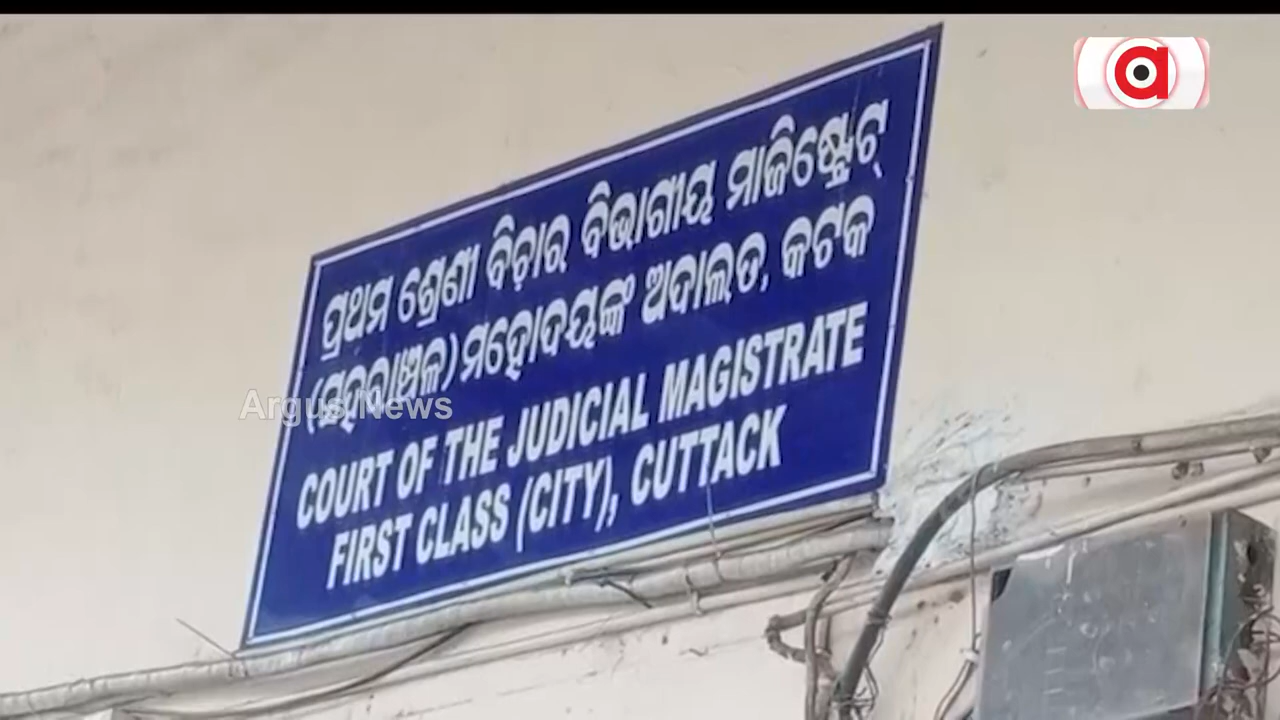 ପ୍ରଥମ ଶ୍ରେଣୀ ବିଚାର ବିଭାଗୀୟ ମାଜିଷ୍ଟ୍ରେଟ୍
(ସହରାଞ୍ଚଳ) ମହୋଦୟଙ୍କ ଅଦାଲତ, କଟକ
COURT OF THE JUDICIAL MAGISTRATE
FIRST CLASS (CITY), CUTTACK
Argus News